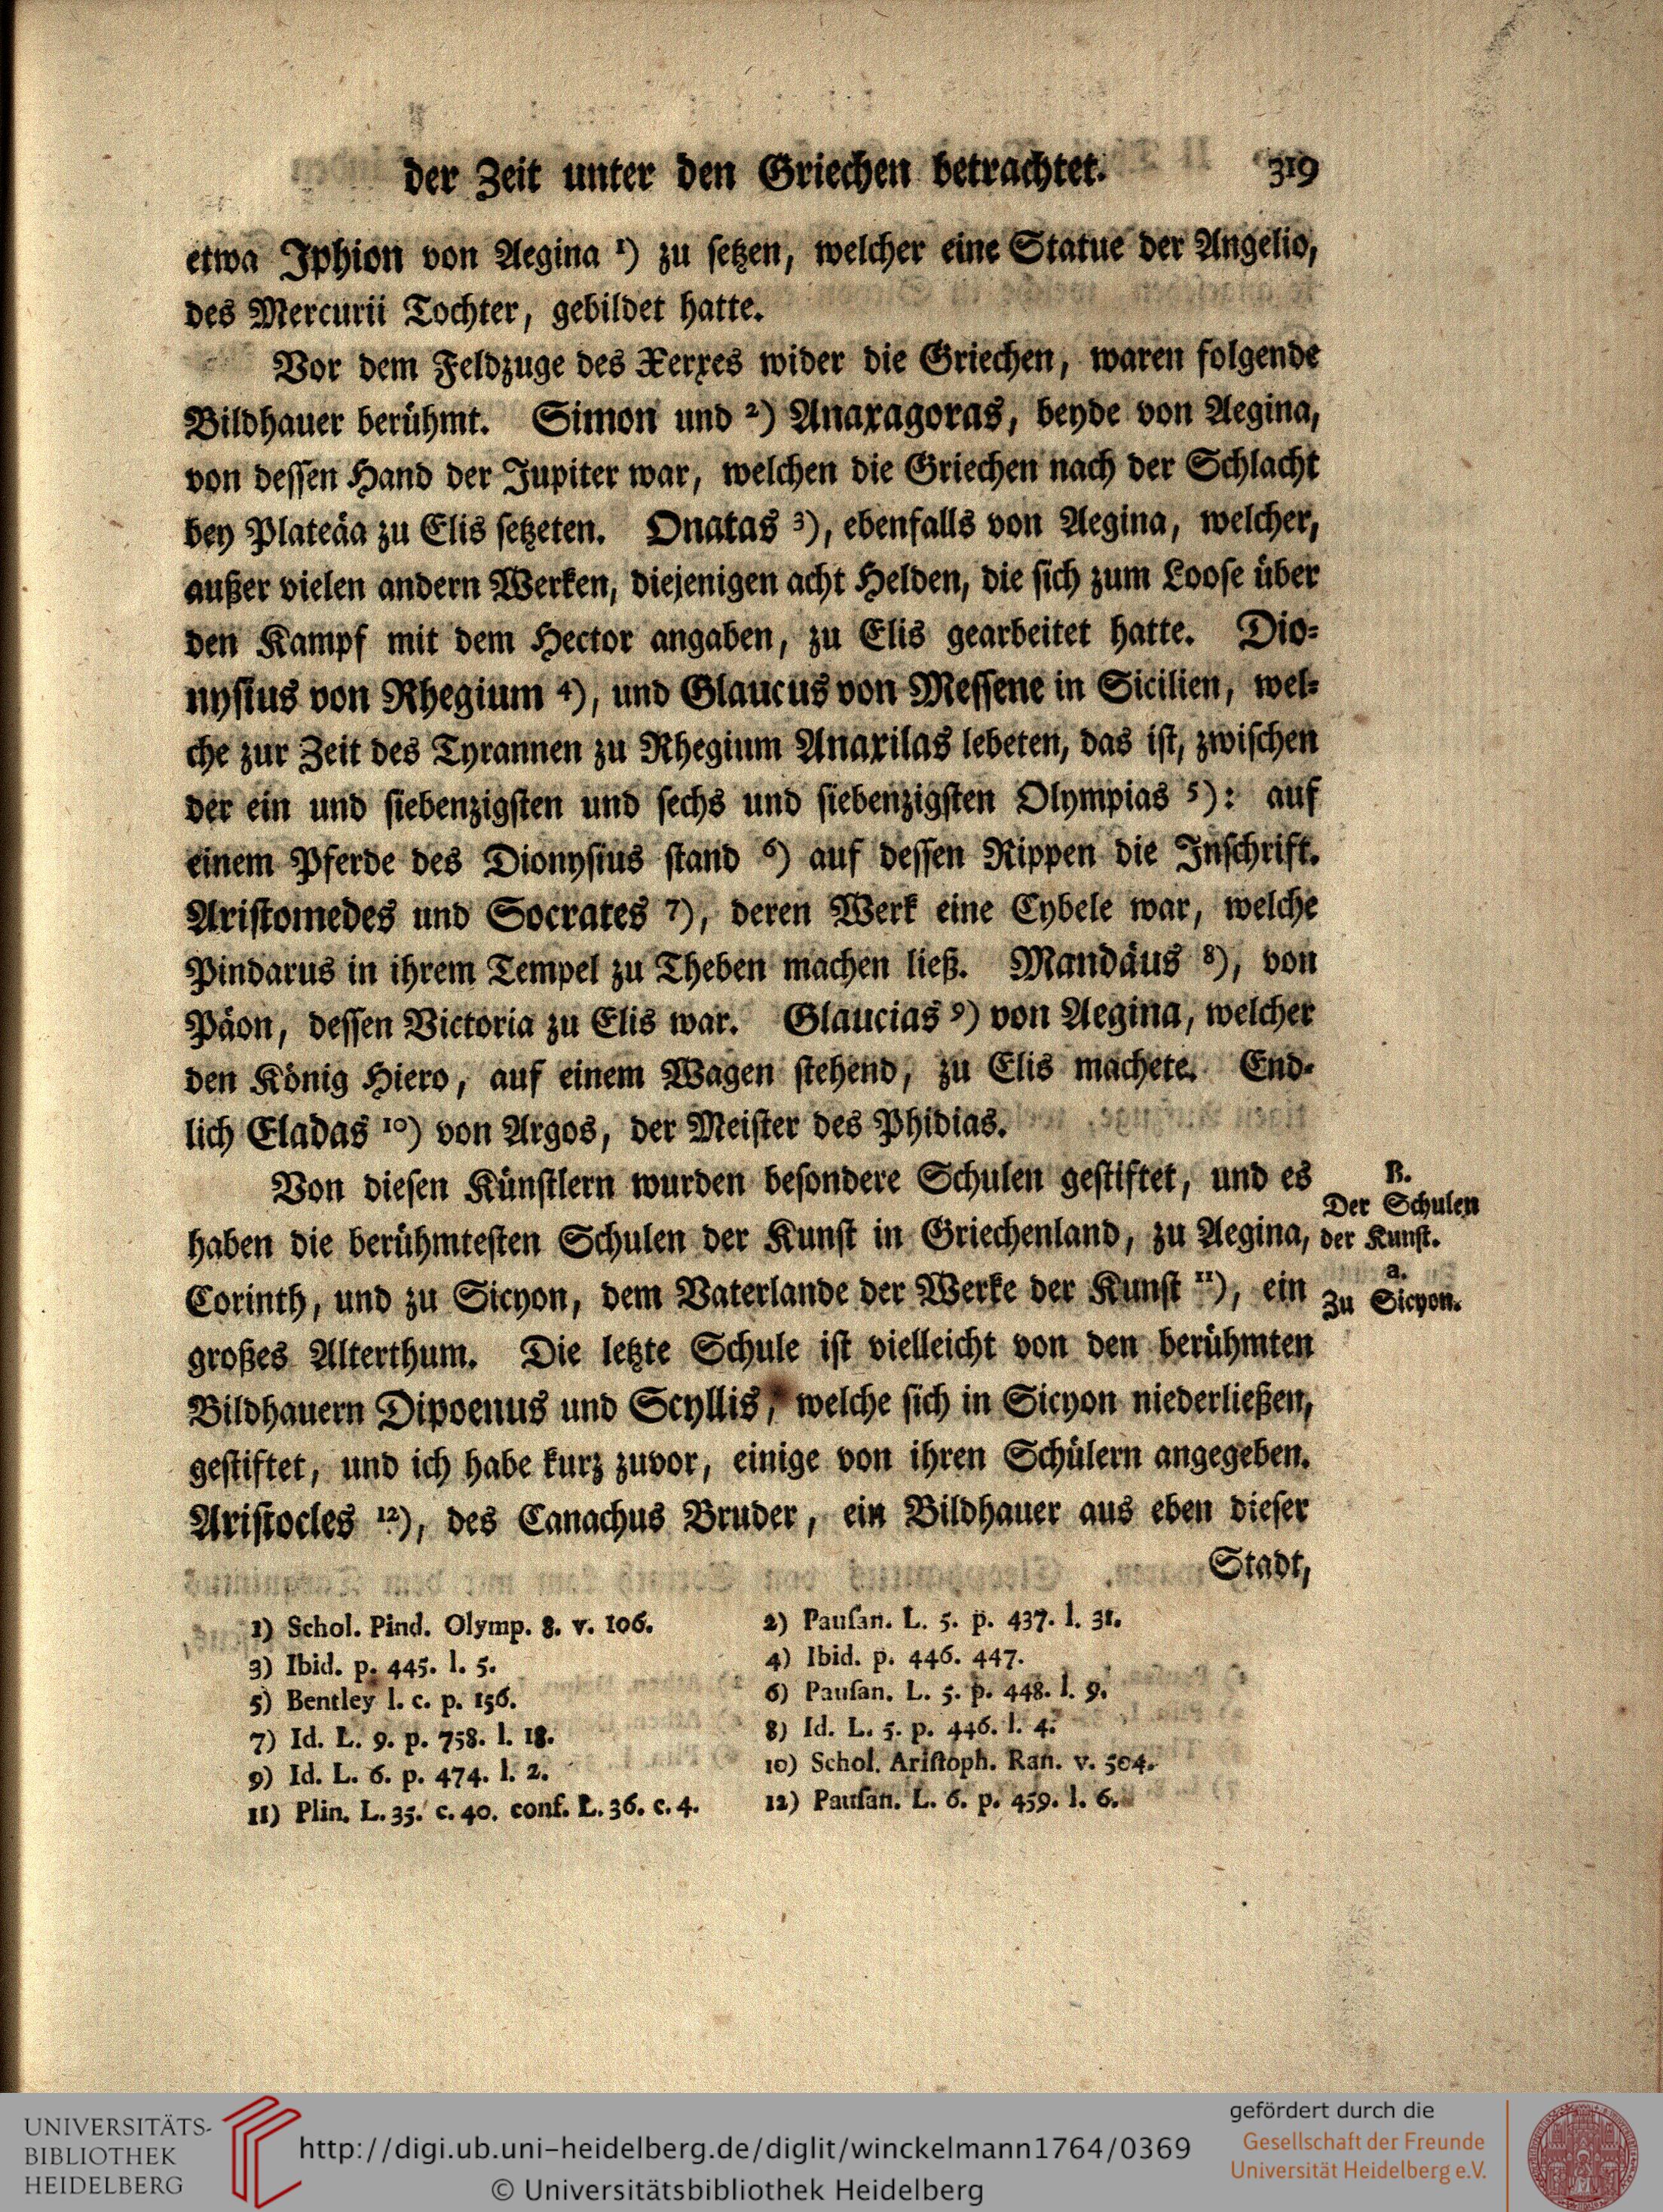 der Zeit unter den Griechen betrachtet. 319
etwa Iphion von Aegina ¹) zu setzen, welcher eine Statue der Angelio,
des Mercurii Tochter, gebildet hatte.
Vor dem Feldzuge des Xerxes wider die Griechen, waren folgende
Bildhauer berühmt. Simon und ²) Anaxagoras, beyde von Aegina,
von dessen Hand der Jupiter war, welchen die Griechen nach der Schlacht
bey Plateäa zu Elis setzeten. Onatas ³), ebenfalls von Aegina, welcher,
außer vielen andern Werken, diejenigen acht Helden, die sich zum Loose über
den Kampf mit dem Hector angaben, zu Elis gearbeitet hatte. Dio-
nysius von Rhegium ⁴), und Glaucus von Messene in Sicilien, wel-
che zur Zeit des Tyrannen zu Rhegium Anaxilas lebeten, das ist, zwischen
der ein und siebenzigsten und sechs und siebenzigsten Olympias ⁵): auf
einem Pferde des Dionysius stand ⁶) auf dessen Rippen die Inschrift.
Aristomedes und Socrates ⁷), deren Werk eine Cybele war, welche
Pindarus in ihrem Tempel zu Theben machen ließ. Mandäus ⁸), von
Päon, dessen Victoria zu Elis war. Glaucias ⁹) von Aegina, welcher
den König Hiero, auf einem Wagen stehend, zu Elis machete. End-
lich Eladas ¹⁰) von Argos, der Meister des Phidias.
Von diesen Künstlern wurden besondere Schulen gestiftet, und es
haben die berühmtesten Schulen der Kunst in Griechenland, zu Aegina,
Corinth, und zu Sicyon, dem Vaterlande der Werke der Kunst ¹¹), ein
großes Alterthum. Die letzte Schule ist vielleicht von den berühmten
Bildhauern Dipoenus und Scyllis, welche sich in Sicyon niederließen,
gestiftet, und ich habe kurz zuvor, einige von ihren Schülern angegeben.
Aristocles ¹²), des Canachus Bruder, ein Bildhauer aus eben dieser
Stadt,
B.
Der Schulen
der Kunst.
a.
Zu Sicyon.
1) Schol. Pind. Olymp. 8. v. 106.
2) Pausan. L. 5. p. 437. l. 31.
3) Ibid. p. 445. l. 5.
4) Ibid. p. 446. 447.
5) Bentley l. c. p. 156.
6) Pausan. L. 5. p. 448. l. 9.
7) Id. L. 9. p. 758. l. 18.
8) Id. L. 5. p. 446. l. 4.
9) Id. L. 6. p. 474. l. 2.
10) Schol. Aristoph. Ran. v. 504.
11) Plin. L. 35. c. 40. conf. L. 36. c. 4.
12) Pausan. L. 6. p. 459. l. 6.
UNIVERSITÄTS-
BIBLIOTHEK
HEIDELBERG
http://digi.ub.uni-heidelberg.de/diglit/winckelmann1764/0369
© Universitätsbibliothek Heidelberg
gefördert durch die
Gesellschaft der Freunde
Universität Heidelberg e.V.